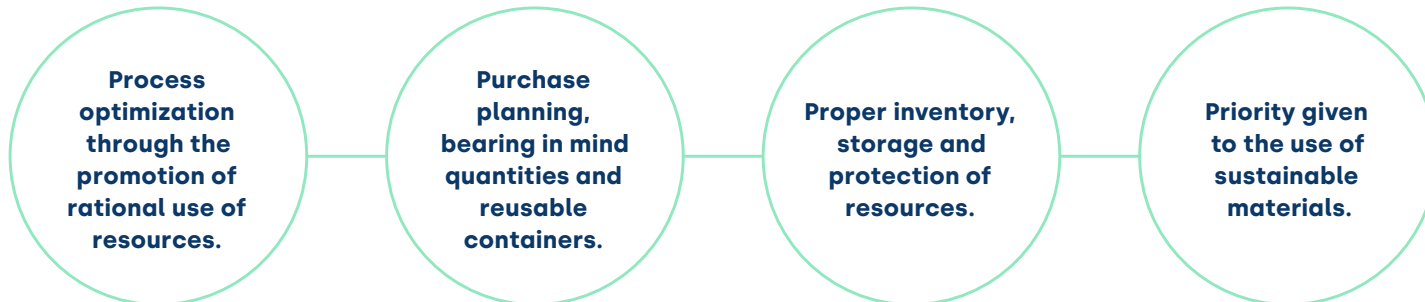 Process
optimization
through the
promotion of
rational use of
resources.
Purchase
planning,
bearing in mind
quantities and
reusable
containers.
Proper inventory,
storage and
protection of
resources.
Priority given
to the use of
sustainable
materials.